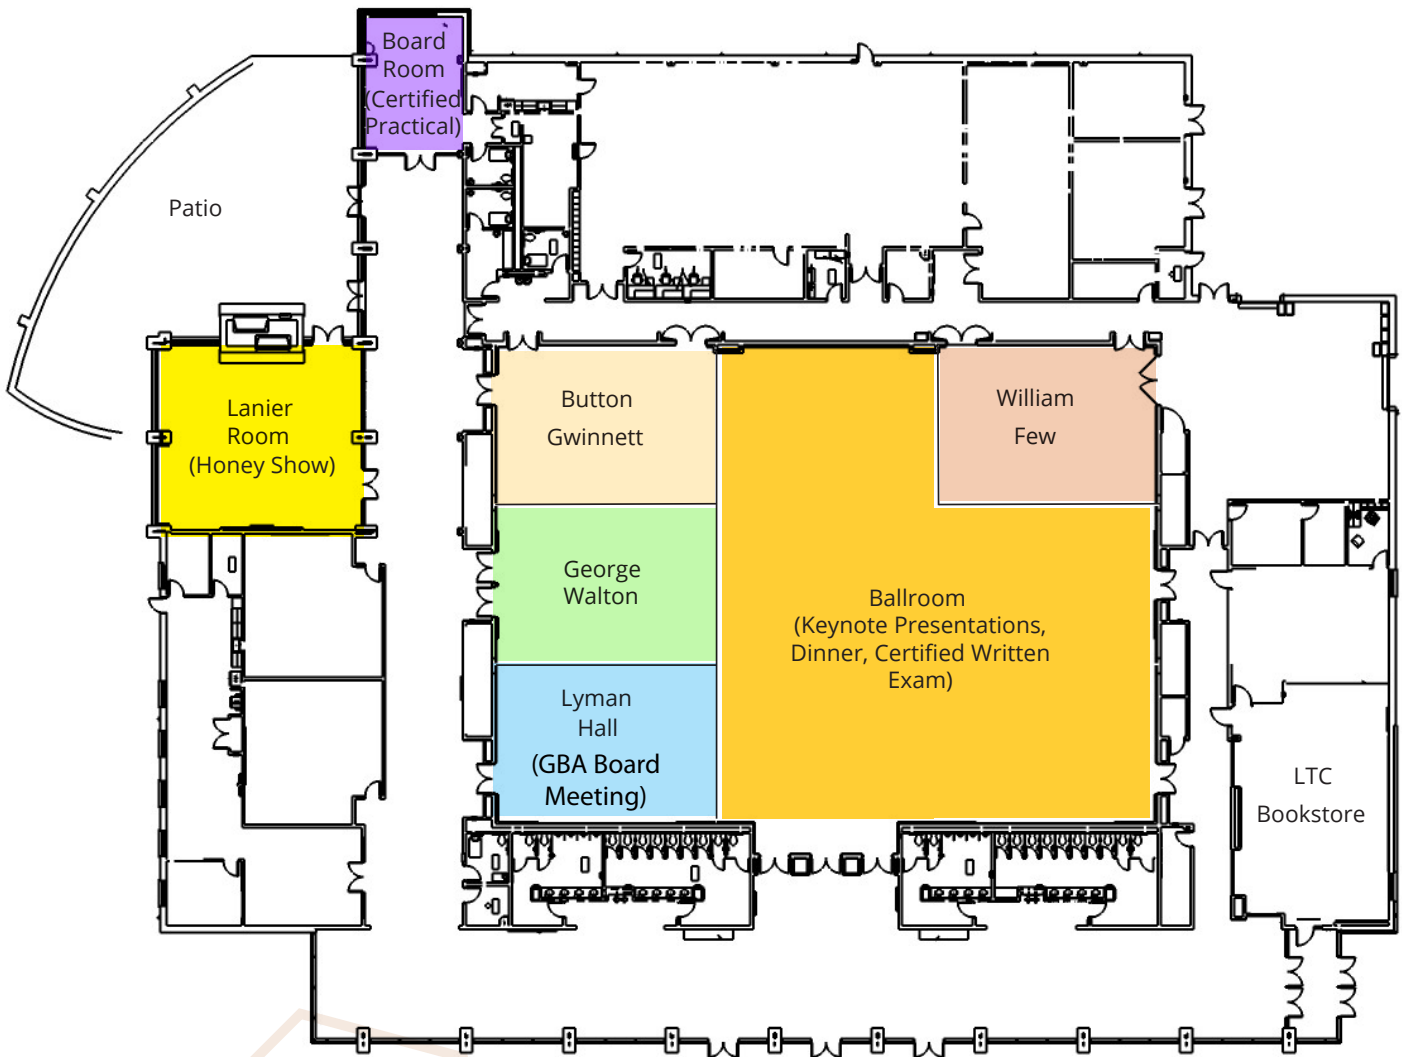 Board
Room
(Certified
Practical)
Patio
Lanier
Room
(Honey Show)
Button
Gwinnett
William
Few
George
Walton
Ballroom
(Keynote Presentations,
Dinner, Certified Written
Exam)
Lyman
Hall
(GBA Board
Meeting)
LTC
Bookstore